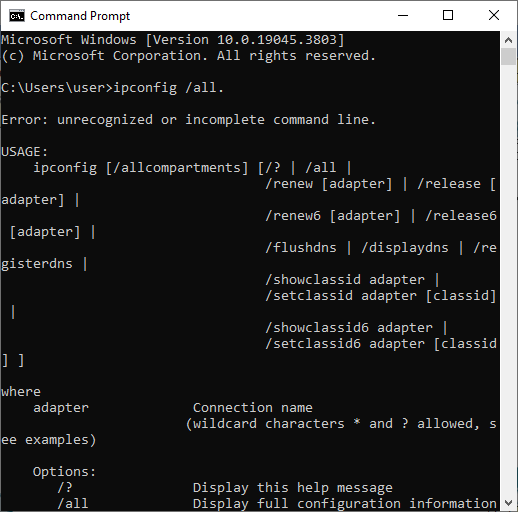 Command Prompt
Microsoft Windows [Version 10.0.19045.3803]
(c) Microsoft Corporation. All rights reserved.
C:\Users\user>ipconfig /all.
Error: unrecognized or incomplete command line.
USAGE:
ipconfig [/allcompartments] [/? | /all |
/renew [adapter] | /release [
adapter] |
/renew6 [adapter] | /release6
[adapter] |
/flushdns | /displaydns | /re
gisterdns |
/showclassid adapter |
/setclassid adapter [classid]
|
/showclassid6 adapter |
/setclassid6 adapter [classid
] ]
where
adapter Connection name
(wildcard characters * and ? allowed, s
ee examples)
Options:
/? Display this help message
/all Display full configuration information